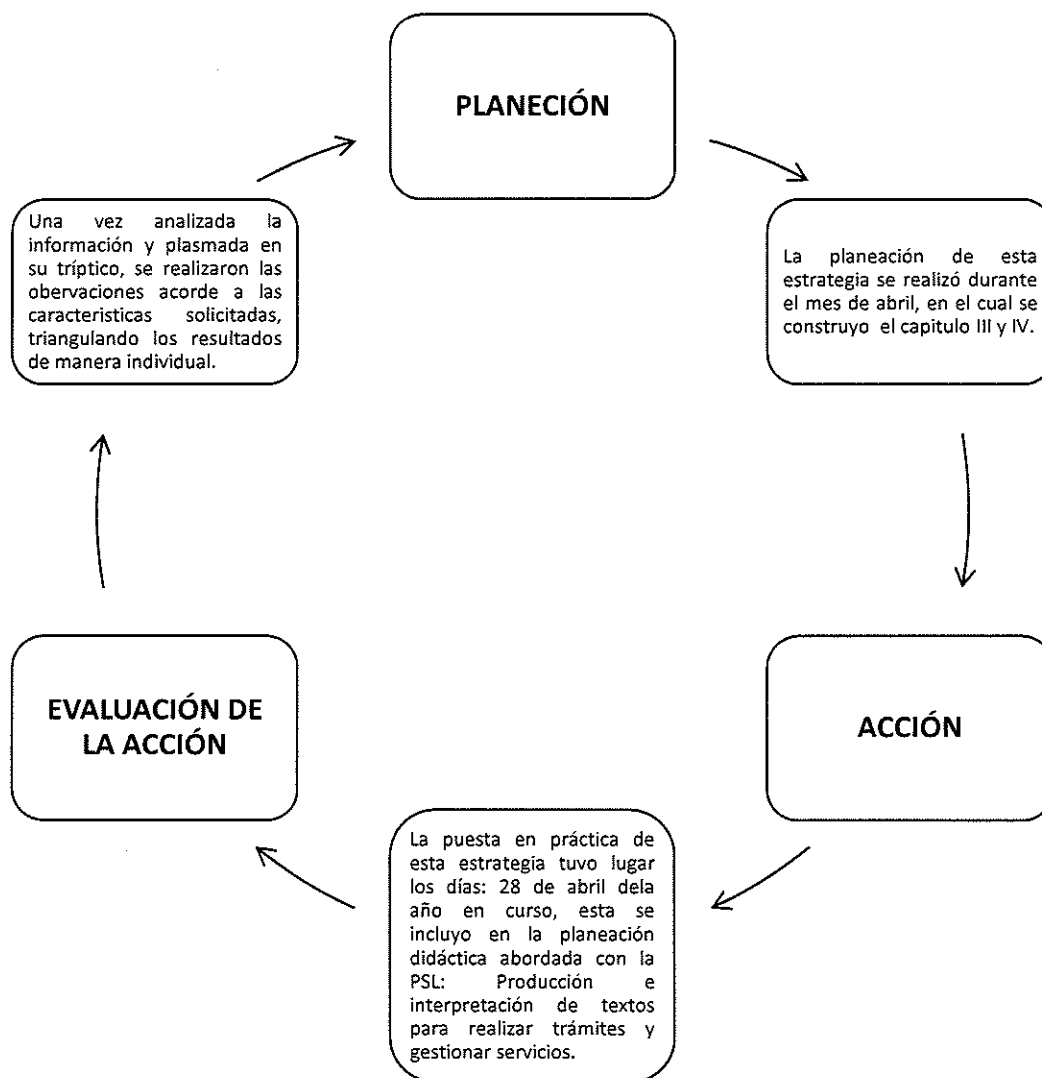 PLANECIÓN
La planeación de esta
estrategia se realizó durante
el mes de abril, en el cual se
construyo el capitulo III y IV.
ACCIÓN
La puesta en práctica de
esta estrategia tuvo lugar
los días: 28 de abril dela
año en curso, esta se
incluyo en la planeación
didáctica abordada con la
PSL: Producción e
interpretación de textos
para realizar trámites y
gestionar servicios.
EVALUACIÓN DE
LA ACCIÓN
Una vez analizada la
información y plasmada en
su tríptico, se realizaron las
obervaciones acorde a las
caracteristicas solicitadas,
triangulando los resultados
de manera individual.